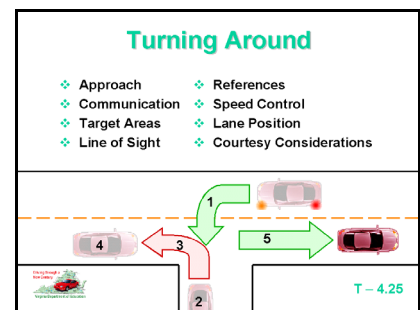 Turning Around
Approach
Communication
Target Areas
Line of Sight
References
Speed Control
Lane Position
Courtesy Considerations
1
4
3
5
2
T – 4.25